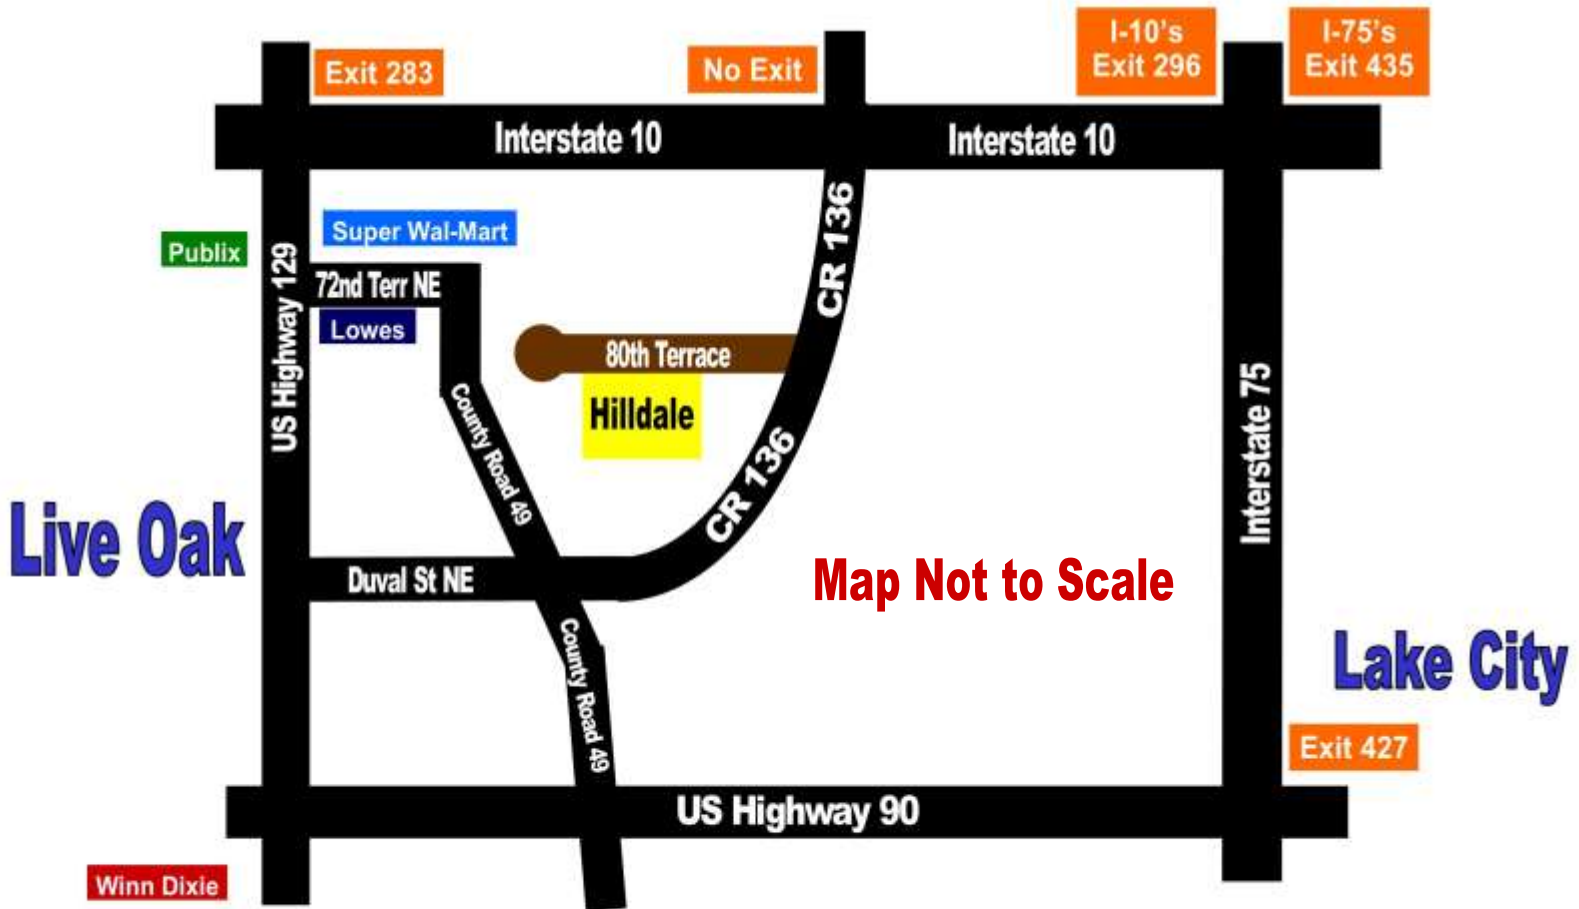 I-10's
Exit 296
I-75's
Exit 435
Exit 283
No Exit
Interstate 10
Interstate 10
CR 136
Super Wal-Mart
Publix
US Highway 129
72nd Terr NE
Lowes
80th Terrace
Hilldale
County Road 49
CR 136
Interstate 75
Live Oak
Duval St NE
Map Not to Scale
County Road 49
Lake City
Exit 427
US Highway 90
Winn Dixie